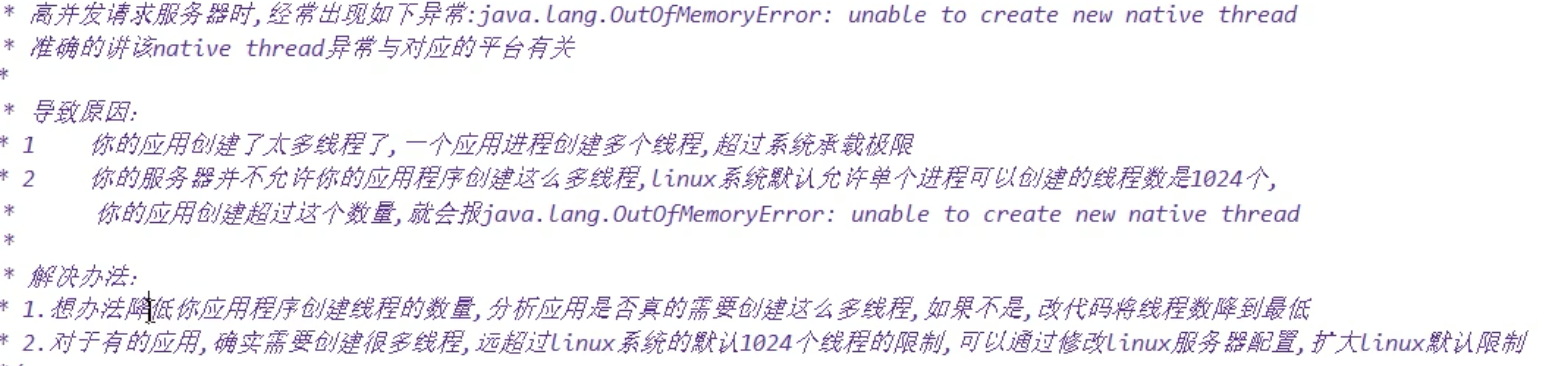 * 高并发请求服务器时,经常出现如下异常:java.lang.OutOfMemoryError: unable to create new native thread
* 准确的讲该native thread异常与对应的平台有关
*
* 导致原因:
* 1 你的应用创建了太多线程了,一个应用进程创建多个线程,超过系统承载极限
* 2 你的服务器并不允许你的应用程序创建这么多线程,linux系统默认允许单个进程可以创建的线程数是1024个,
* 你的应用创建超过这个数量,就会报java.lang.OutOfMemoryError: unable to create new native thread
*
* 解决办法:
* 1.想办法降低你应用程序创建线程的数量,分析应用是否真的需要创建这么多线程,如果不是,改代码将线程数降到最低
* 2.对于有的应用,确实需要创建很多线程,远超过linux系统的默认1024个线程的限制,可以通过修改linux服务器配置,扩大linux默认限制